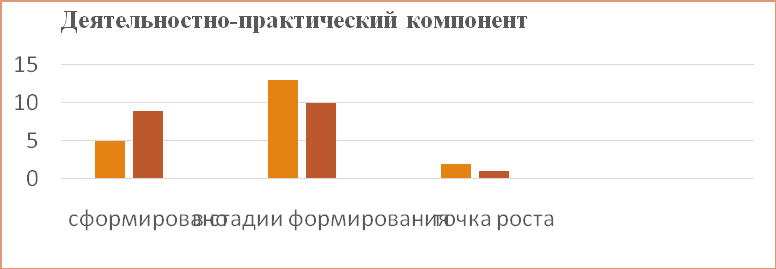 Деятельностно-практический компонент
15
10
5
0
сформировано в стадии формирования точка роста